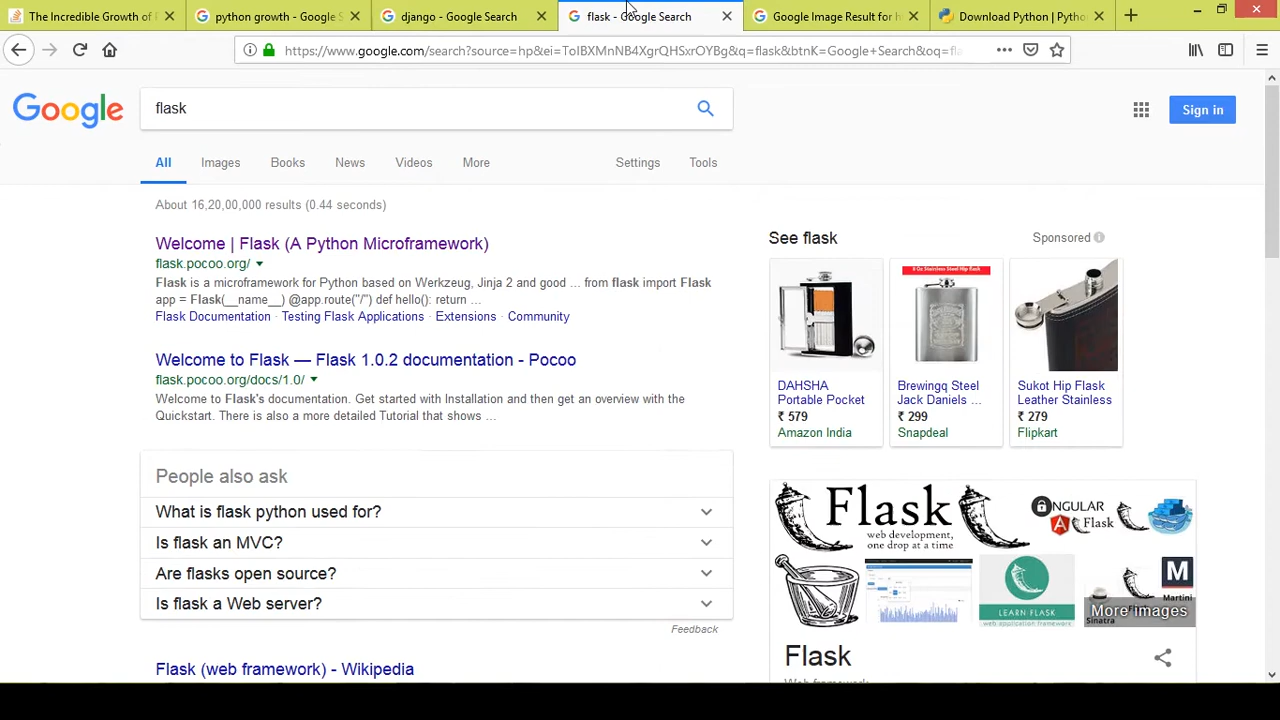 The Incredible Growth of P
python growth - Google S
django - Google Search
flask - Google Search
Google Image Result for h
Download Python | Pytho
https://www.google.com/search?source=hp&ei=ToIBXMnNB4XgrQHSxrOYBg&q=flask&btnK=Google+Search&oq=fla
Google
flask
Sign in
All
Images
Books
News
Videos
More
Settings
Tools
About 16,20,00,000 results (0.44 seconds)
Welcome | Flask (A Python Microframework)
flask.pocoo.org/
Flask is a microframework for Python based on Werkzeug, Jinja 2 and good ... from flask import Flask
app = Flask(__name__) @app.route("/") def hello(): return ...
Flask Documentation · Testing Flask Applications · Extensions · Community
Welcome to Flask — Flask 1.0.2 documentation - Pocoo
flask.pocoo.org/docs/1.0/
Welcome to Flask's documentation. Get started with Installation and then get an overview with the
Quickstart. There is also a more detailed Tutorial that shows ...
People also ask
What is flask python used for?
Is flask an MVC?
Are flasks open source?
Is flask a Web server?
Feedback
Flask (web framework) - Wikipedia
See flask
Sponsored
DAHSHA
Portable Pocket
₹ 579
Amazon India
Brewingq Steel
Jack Daniels ...
₹ 299
Snapdeal
Sukot Hip Flask
Leather Stainless
₹ 279
Flipkart
Flask
web development,
one drop at a time
ANGULAR
Flask
LEARN FLASK
web application framework
M
Martini
Sinatra
More images
Flask
Web framework